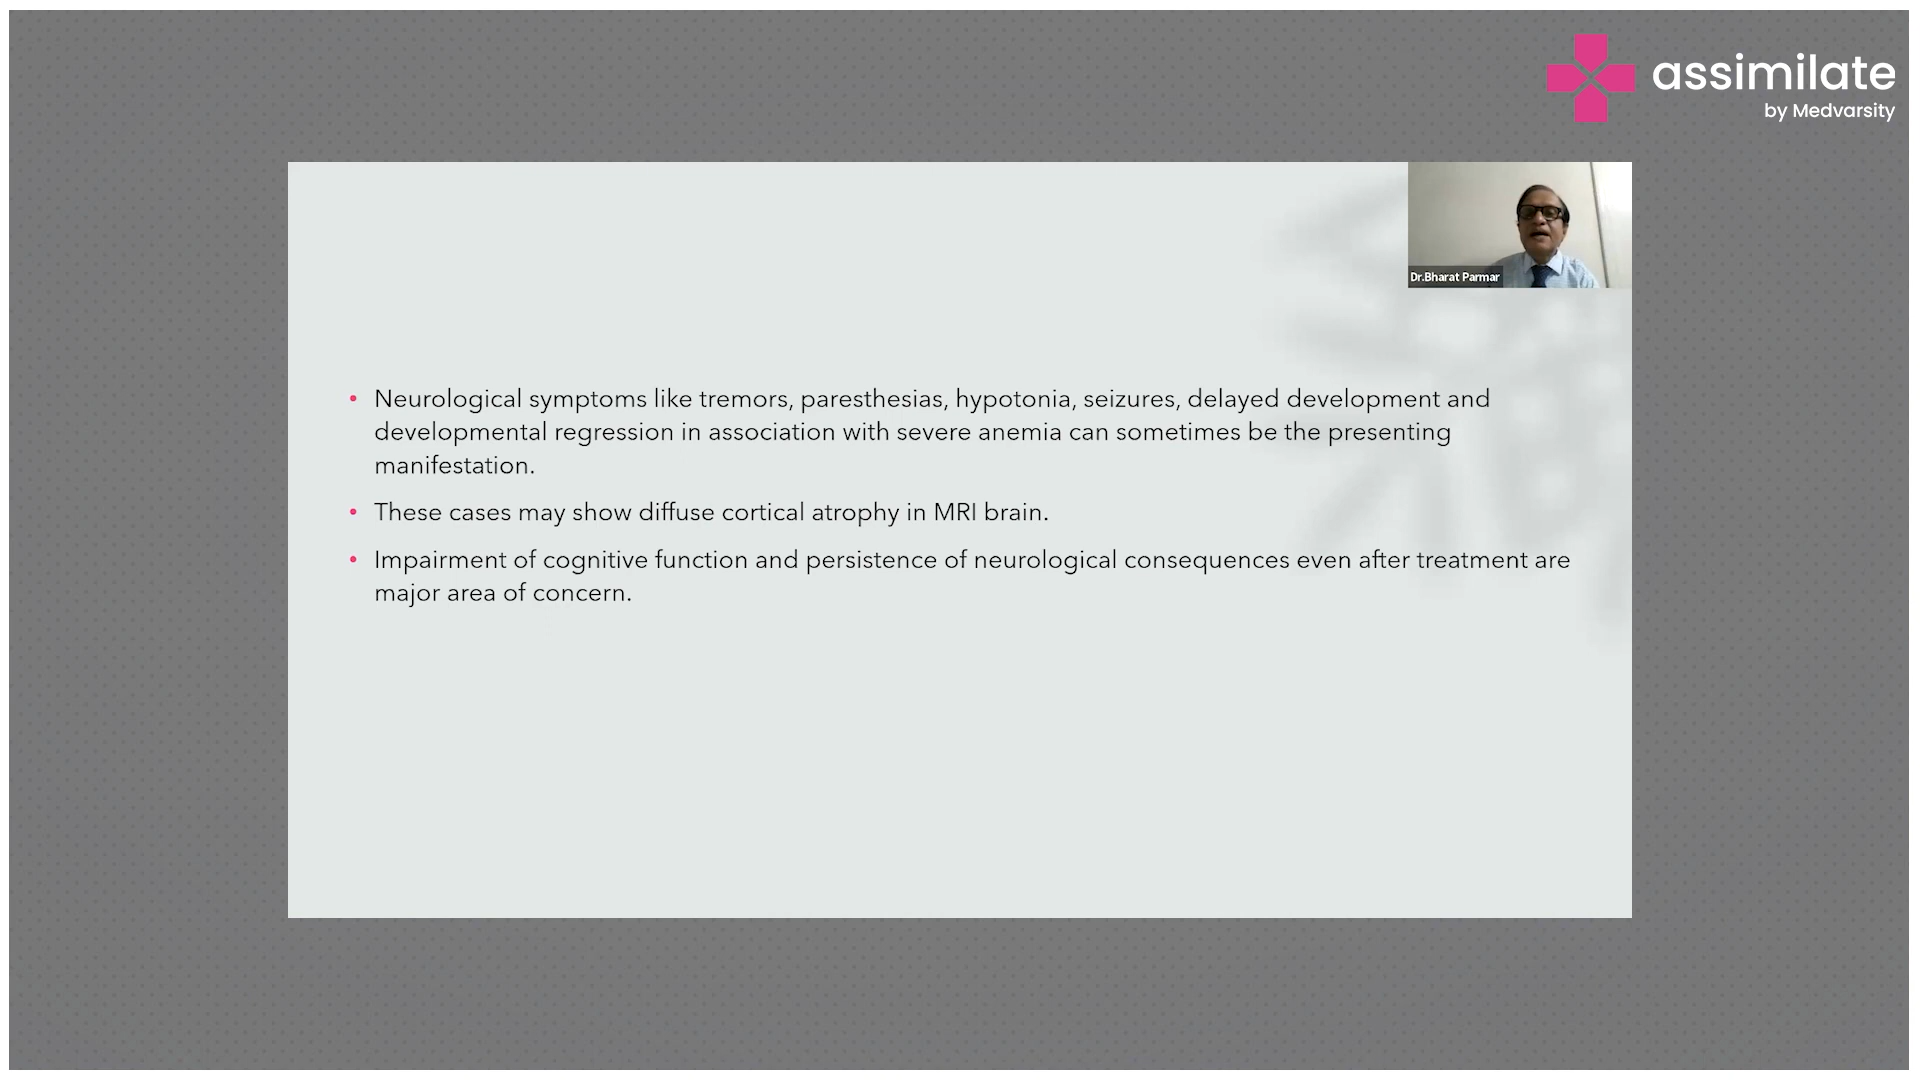 assimilate
by Medvarsity
Dr.Bharat Parmar
• Neurological symptoms like tremors, paresthesias, hypotonia, seizures, delayed development and
developmental regression in association with severe anemia can sometimes be the presenting
manifestation.
• These cases may show diffuse cortical atrophy in MRI brain.
• Impairment of cognitive function and persistence of neurological consequences even after treatment are
major area of concern.